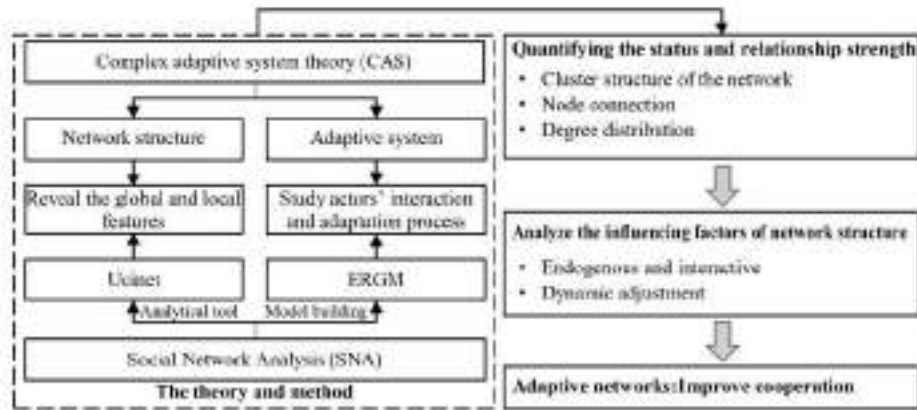 Complex adaptive system theory (CAS)
Network structure
Adaptive system
Reveal the global and local
features
Study actors' interaction
and adaptation process
Ucinet
ERGM
Analytical tool
Model building
Social Network Analysis (SNA)
The theory and method
Quantifying the status and relationship strength
• Cluster structure of the network
• Node connection
• Degree distribution
Analyze the influencing factors of network structure
• Endogenous and interactive
• Dynamic adjustment
Adaptive networks:Improve cooperation